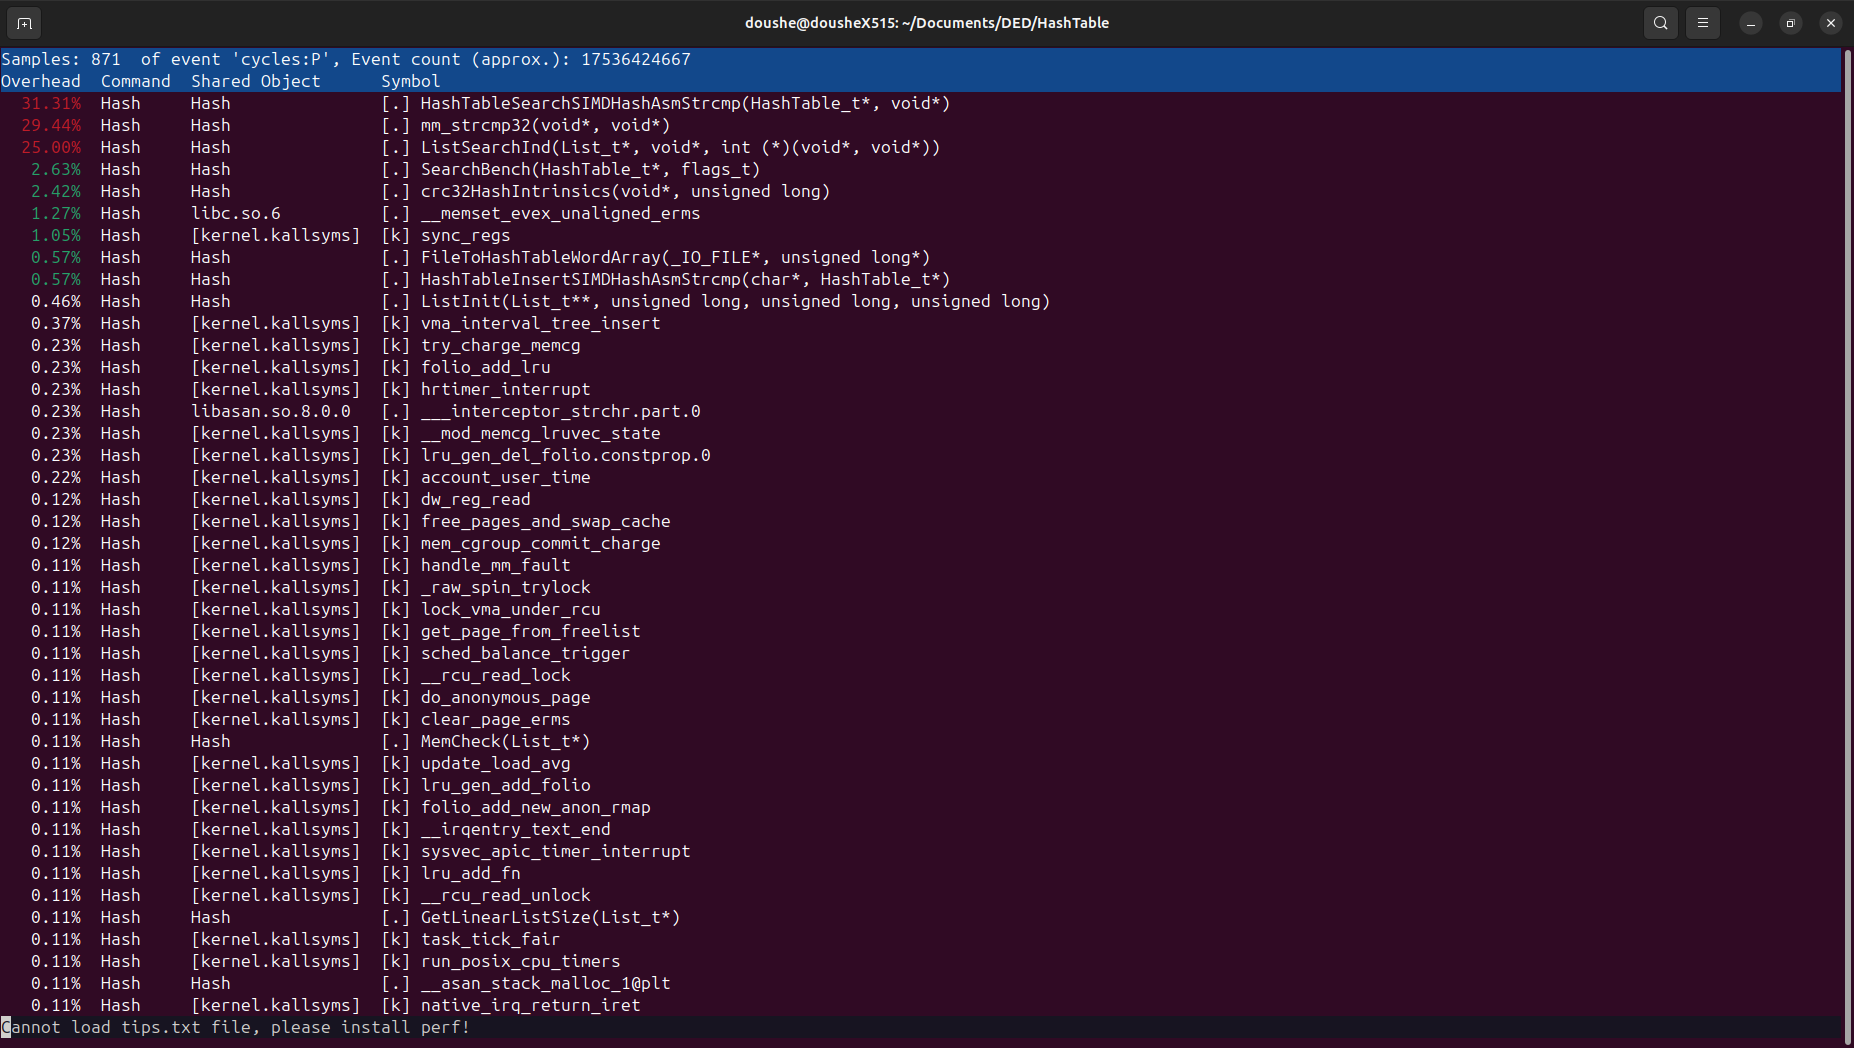 doushe@dousheX515: ~/Documents/DED/HashTable
Samples: 871  of event 'cycles:P', Event count (approx.): 17536424667
Overhead  Command  Shared Object      Symbol
31.31%  Hash     Hash               [.] HashTableSearchSIMDHashAsmStrcmp(HashTable_t*, void*)
29.44%  Hash     Hash               [.] mm_strcmp32(void*, void*)
25.00%  Hash     Hash               [.] ListSearchInd(List_t*, void*, int (*)(void*, void*))
2.63%  Hash     Hash               [.] SearchBench(HashTable_t*, flags_t)
2.42%  Hash     Hash               [.] crc32HashIntrinsics(void*, unsigned long)
1.27%  Hash     libc.so.6          [.] __memset_evex_unaligned_erms
1.05%  Hash     [kernel.kallsyms]  [k] sync_regs
0.57%  Hash     Hash               [.] FileToHashTableWordArray(_IO_FILE*, unsigned long*)
0.57%  Hash     Hash               [.] HashTableInsertSIMDHashAsmStrcmp(char*, HashTable_t*)
0.46%  Hash     Hash               [.] ListInit(List_t**, unsigned long, unsigned long, unsigned long)
0.37%  Hash     [kernel.kallsyms]  [k] vma_interval_tree_insert
0.23%  Hash     [kernel.kallsyms]  [k] try_charge_memcg
0.23%  Hash     [kernel.kallsyms]  [k] folio_add_lru
0.23%  Hash     [kernel.kallsyms]  [k] hrtimer_interrupt
0.23%  Hash     libasan.so.8.0.0   [.] ___interceptor_strchr.part.0
0.23%  Hash     [kernel.kallsyms]  [k] __mod_memcg_lruvec_state
0.23%  Hash     [kernel.kallsyms]  [k] lru_gen_del_folio.constprop.0
0.22%  Hash     [kernel.kallsyms]  [k] account_user_time
0.12%  Hash     [kernel.kallsyms]  [k] dw_reg_read
0.12%  Hash     [kernel.kallsyms]  [k] free_pages_and_swap_cache
0.12%  Hash     [kernel.kallsyms]  [k] mem_cgroup_commit_charge
0.11%  Hash     [kernel.kallsyms]  [k] handle_mm_fault
0.11%  Hash     [kernel.kallsyms]  [k] _raw_spin_trylock
0.11%  Hash     [kernel.kallsyms]  [k] lock_vma_under_rcu
0.11%  Hash     [kernel.kallsyms]  [k] get_page_from_freelist
0.11%  Hash     [kernel.kallsyms]  [k] sched_balance_trigger
0.11%  Hash     [kernel.kallsyms]  [k] __rcu_read_lock
0.11%  Hash     [kernel.kallsyms]  [k] do_anonymous_page
0.11%  Hash     [kernel.kallsyms]  [k] clear_page_erms
0.11%  Hash     Hash               [.] MemCheck(List_t*)
0.11%  Hash     [kernel.kallsyms]  [k] update_load_avg
0.11%  Hash     [kernel.kallsyms]  [k] lru_gen_add_folio
0.11%  Hash     [kernel.kallsyms]  [k] folio_add_new_anon_rmap
0.11%  Hash     [kernel.kallsyms]  [k] __irqentry_text_end
0.11%  Hash     [kernel.kallsyms]  [k] sysvec_apic_timer_interrupt
0.11%  Hash     [kernel.kallsyms]  [k] lru_add_fn
0.11%  Hash     [kernel.kallsyms]  [k] __rcu_read_unlock
0.11%  Hash     Hash               [.] GetLinearListSize(List_t*)
0.11%  Hash     [kernel.kallsyms]  [k] task_tick_fair
0.11%  Hash     [kernel.kallsyms]  [k] run_posix_cpu_timers
0.11%  Hash     Hash               [.] __asan_stack_malloc_1@plt
0.11%  Hash     [kernel.kallsyms]  [k] native_irq_return_iret
Cannot load tips.txt file, please install perf!